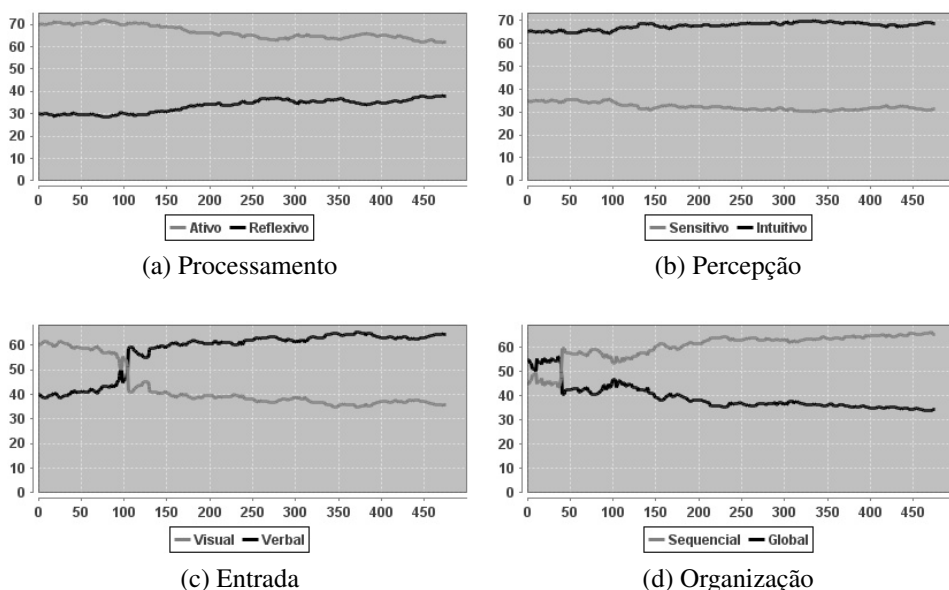 70
60
50
40
30
20
10
0
0 50 100 150 200 250 300 350 400 450
Ativo Reflexivo
(a) Processamento
70
60
50
40
30
20
10
0
0 50 100 150 200 250 300 350 400 450
Sensitivo Intuitivo
(b) Percepção
60
50
40
30
20
10
0
0 50 100 150 200 250 300 350 400 450
Visual Verbal
(c) Entrada
60
50
40
30
20
10
0
0 50 100 150 200 250 300 350 400 450
Sequencial Global
(d) Organização